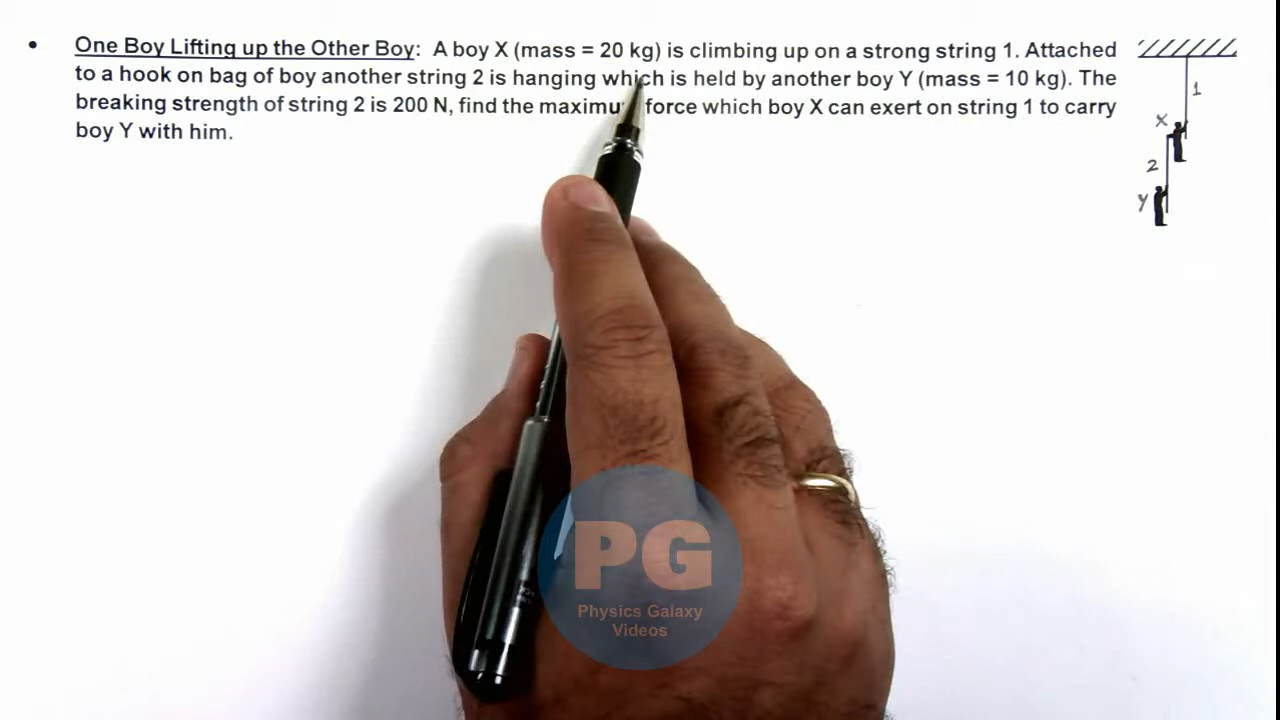 One Boy Lifting up the Other Boy: A boy X (mass = 20 kg) is climbing up on a strong string 1. Attached
to a hook on bag of boy another string 2 is hanging which is held by another boy Y (mass = 10 kg). The
breaking strength of string 2 is 200 N, find the maximum force which boy X can exert on string 1 to carry
boy Y with him.
1
X
2
Y
PG
Physics Galaxy
Videos